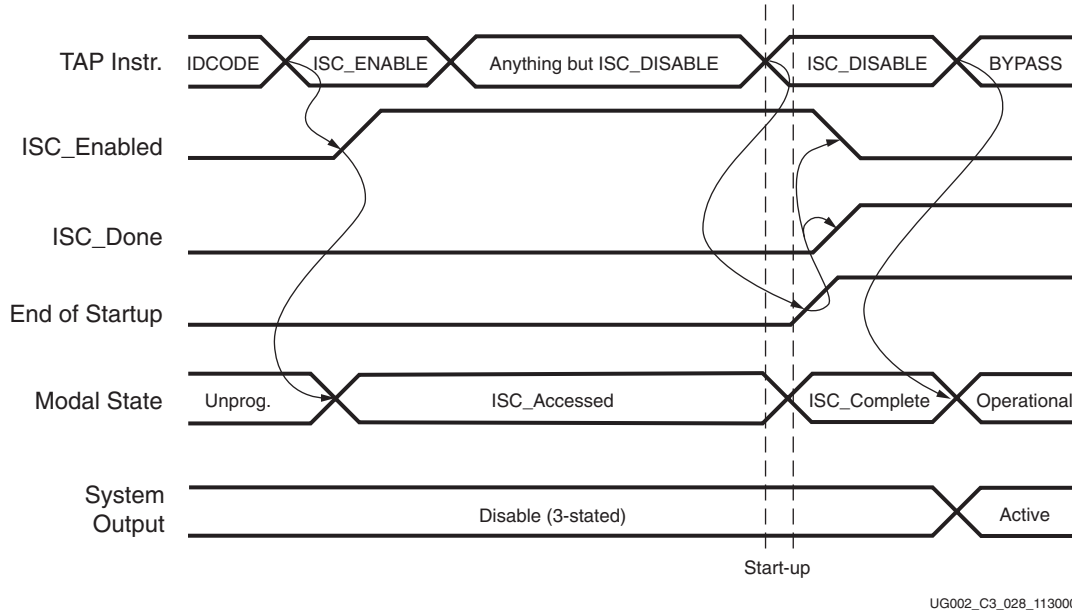 TAP Instr.
IDCODE
ISC_ENABLE
Anything but ISC_DISABLE
ISC_DISABLE
BYPASS
ISC_Enabled
ISC_Done
End of Startup
Modal State
Unprog.
ISC_Accessed
ISC_Complete
Operational
System
Output
Disable (3-stated)
Active
Start-up
UG002_C3_028_113000